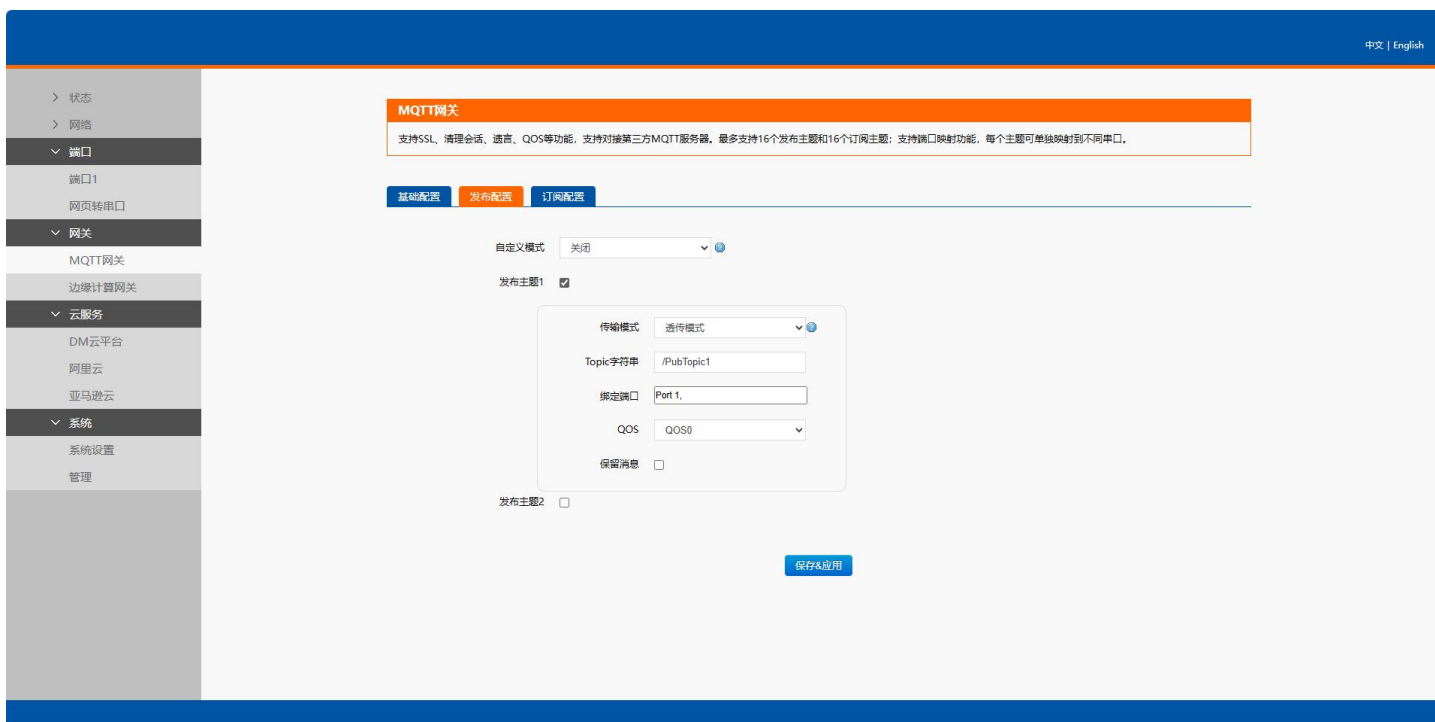 中文 | English
状态
网络
端口
端口1
网页转串口
网关
MQTT网关
边缘计算网关
云服务
DM云平台
阿里云
亚马逊云
系统
系统设置
管理
MQTT网关
支持SSL、清理会话、遗言、QOS等功能，支持对接第三方MQTT服务器。最多支持16个发布主题和16个订阅主题；支持端口映射功能，每个主题可单独映射到不同串口。
基础配置 发布配置 订阅配置
自定义模式 关闭
发布主题1
传输模式 透传模式
Topic字符串 /PubTopic1
绑定端口 Port 1,
QOS QOS0
保留消息
发布主题2
保存&应用